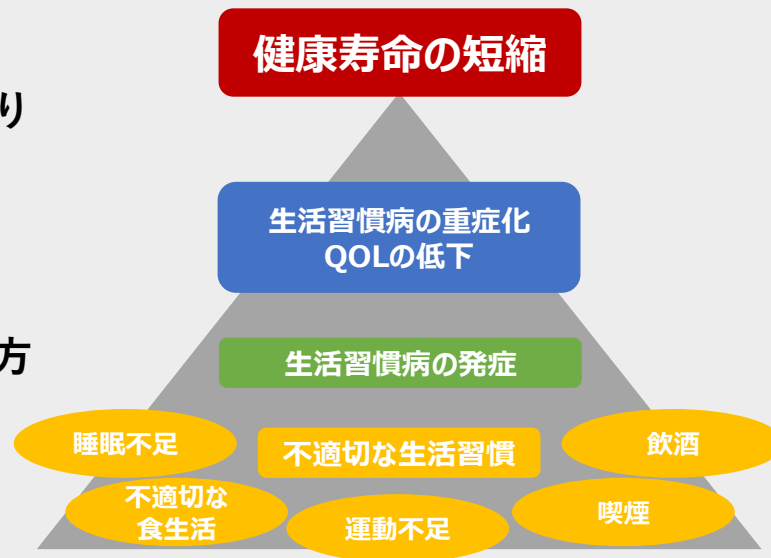 健康寿命の短縮
り
生活習慣病の重症化
QOLの低下
方
生活習慣病の発症
睡眠不足
不適切な生活習慣
飲酒
不適切な
食生活
運動不足
喫煙